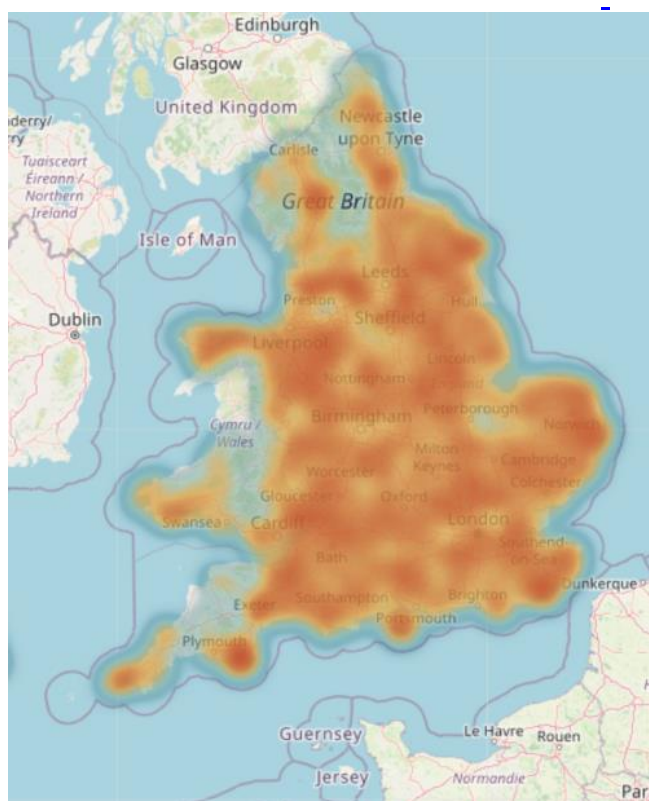 Edinburgh
Glasgow
United Kingdom
Newcastle
upon Tyne
Carlisle
Tuaisceart
Éireann /
Northern
Ireland
Great Britain
Isle of Man
Leeds
Preston
Hull
Dublin
Sheffield
Liverpool
Lincoln
Nottingham
England
Peterborough
Birmingham
Norwich
Cymru /
Wales
Milton
Keynes
Cambridge
Worcester
Colchester
Gloucester
Oxford
Swansea
Cardiff
London
Southend
-on-Sea
Bath
Dunkerque
Exeter
Southampton
Brighton
Portsmouth
Plymouth
Guernsey
Le Havre
Rouen
Jersey
Normandie
Par